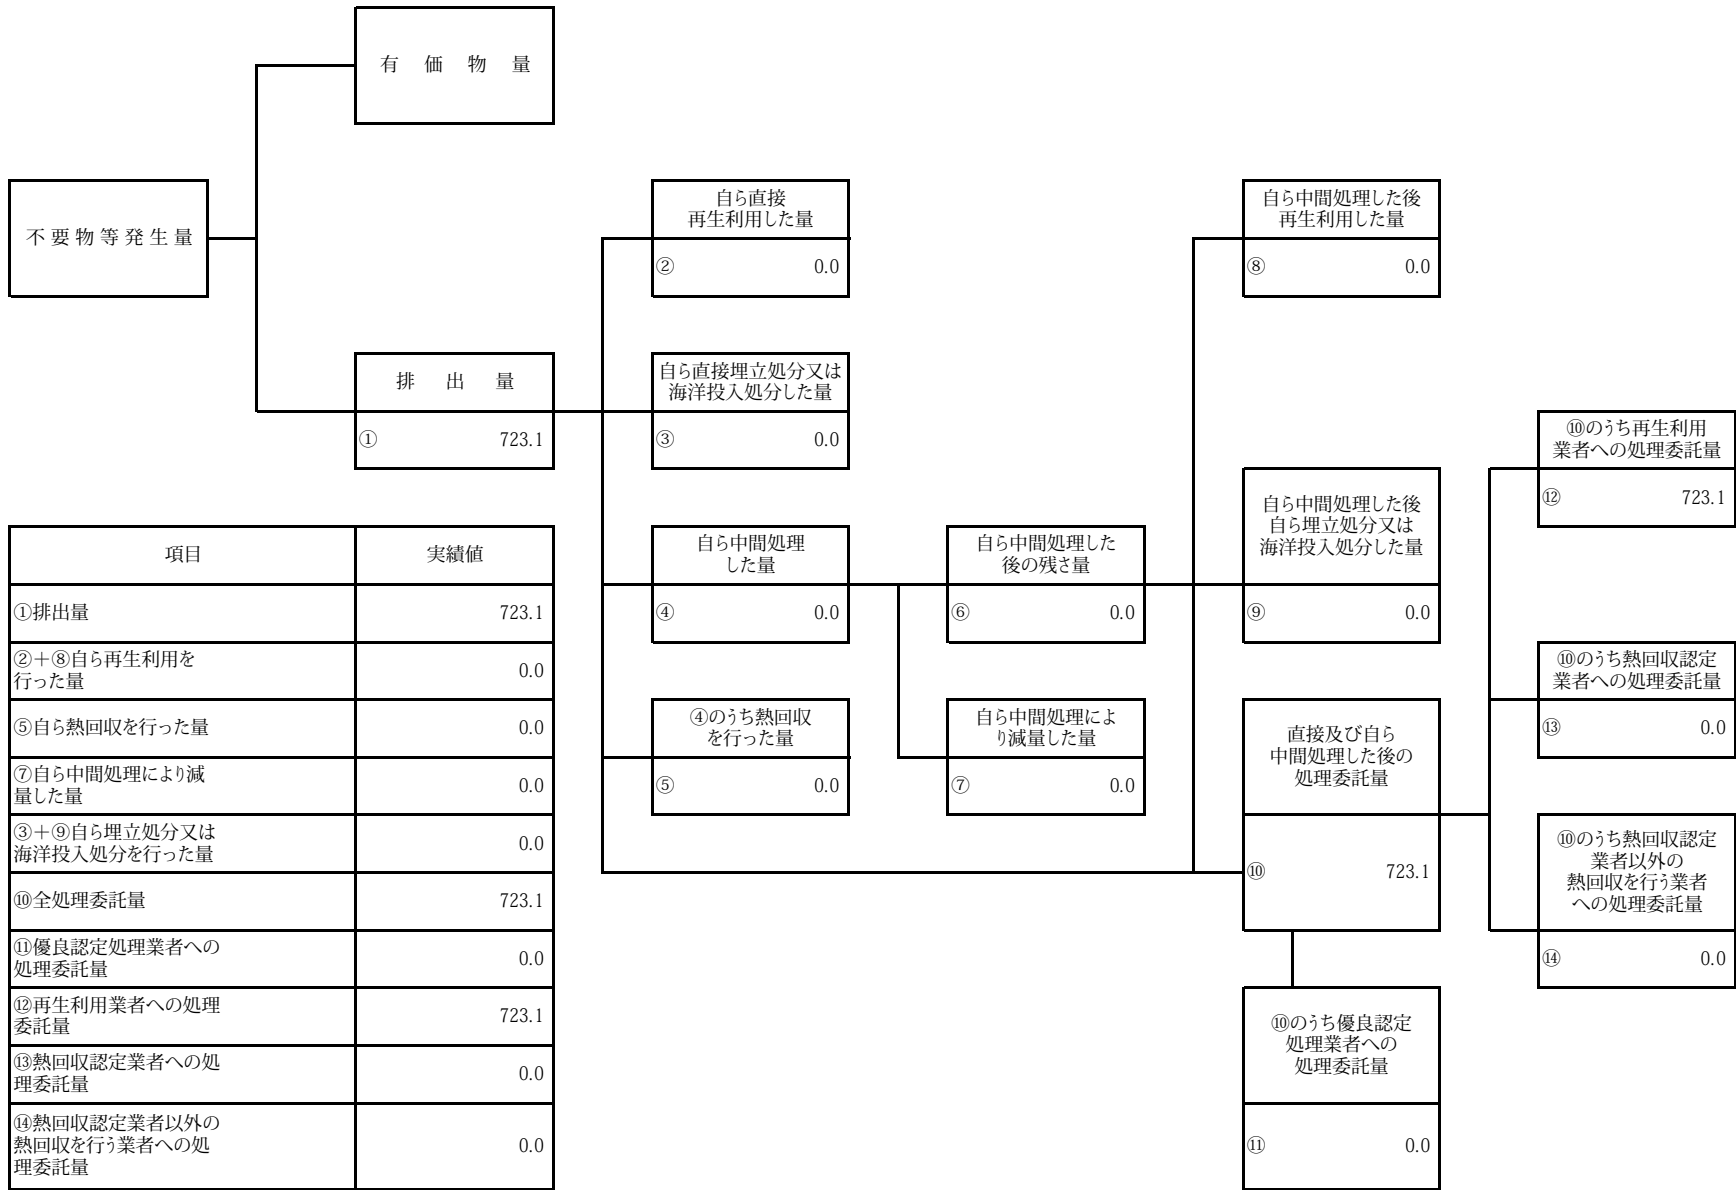 有価物量
不要物等発生量
排出量
① 723.1
自ら直接
再生利用した量
② 0.0
自ら直接埋立処分又は
海洋投入処分した量
③ 0.0
自ら中間処理
した量
④ 0.0
④のうち熱回収
を行った量
⑤ 0.0
自ら中間処理した
後の残さ量
⑥ 0.0
自ら中間処理によ
り減量した量
⑦ 0.0
自ら中間処理した後
再生利用した量
⑧ 0.0
自ら中間処理した後
自ら埋立処分又は
海洋投入処分した量
⑨ 0.0
直接及び自ら
中間処理した後の
処理委託量
⑩ 723.1
⑩のうち優良認定
処理業者への
処理委託量
⑪ 0.0
⑩のうち再生利用
業者への処理委託量
⑫ 723.1
⑩のうち熱回収認定
業者への処理委託量
⑬ 0.0
⑩のうち熱回収認定
業者以外の
熱回収を行う業者
への処理委託量
⑭ 0.0
項目 実績値
①排出量 723.1
②＋⑧自ら再生利用を
行った量 0.0
⑤自ら熱回収を行った量 0.0
⑦自ら中間処理により減
量した量 0.0
③＋⑨自ら埋立処分又は
海洋投入処分を行った量 0.0
⑩全処理委託量 723.1
⑪優良認定処理業者への
処理委託量 0.0
⑫再生利用業者への処理
委託量 723.1
⑬熱回収認定業者への処
理委託量 0.0
⑭熱回収認定業者以外の
熱回収を行う業者への処
理委託量 0.0